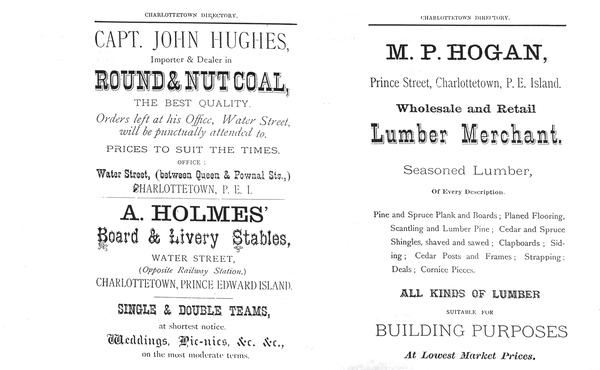 CHARLOTTETOWN DIRECTORY.
CAPT. JOHN HUGHES,
Importer & Dealer in
ROUND & NUT COAL,
THE BEST QUALITY.
Orders left at his Office, Water Street,
will be punctually attended to.
PRICES TO SUIT THE TIMES.
OFFICE :
Water Street, (between Queen & Pownal Sts.,)
CHARLOTTETOWN, P. E. I.
A. HOLMES'
Board & Livery Stables,
WATER STREET,
(Opposite Railway Station.)
CHARLOTTETOWN, PRINCE EDWARD ISLAND.
SINGLE & DOUBLE TEAMS,
at shortest notice.
Weddings, Pic-nics, &c. &c.,
on the most moderate terms.
CHARLOTTETOWN DIRECTORY.
M. P. HOGAN,
Prince Street, Charlottetown, P. E. Island.
Wholesale and Retail
Lumber Merchant.
Seasoned Lumber,
Of Every Description.
Pine and Spruce Plank and Boards ; Planed Flooring,
Scantling and Lumber Pine ; Cedar and Spruce
Shingles, shaved and sawed ; Clapboards ; Sid-
ing ; Cedar Posts and Frames ; Strapping ;
Deals ; Cornice Pieces.
ALL KINDS OF LUMBER
SUITABLE FOR
BUILDING PURPOSES
At Lowest Market Prices.